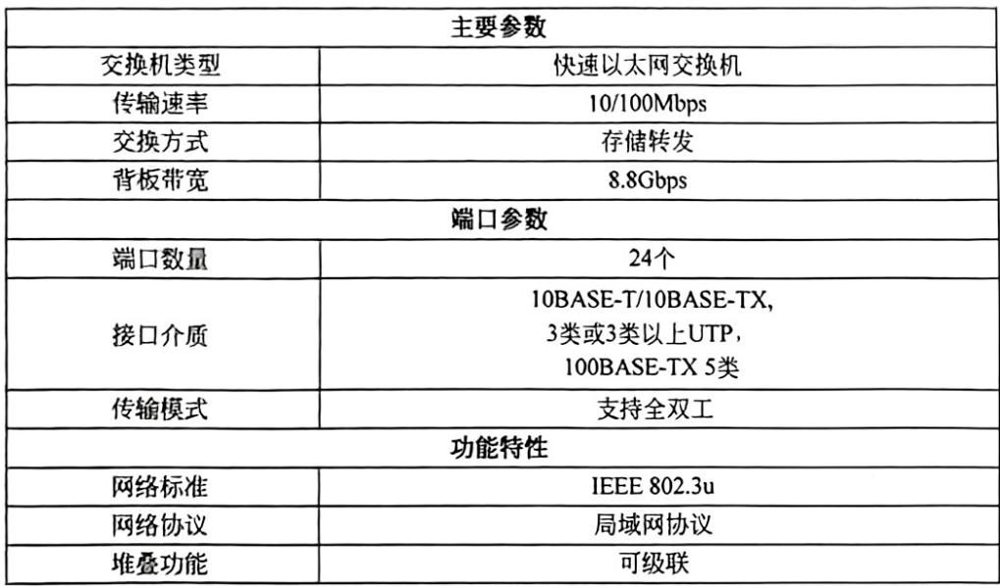 主要参数
交换机类型 快速以太网交换机
传输速率 10/100Mbps
交换方式 存储转发
背板带宽 8.8Gbps
端口参数
端口数量 24个
10BASE-T/10BASE-TX,
接口介质 3类或3类以上UTP,
100BASE-TX 5类
传输模式 支持全双工
功能特性
网络标准 IEEE 802.3u
网络协议 局域网协议
堆叠功能 可级联